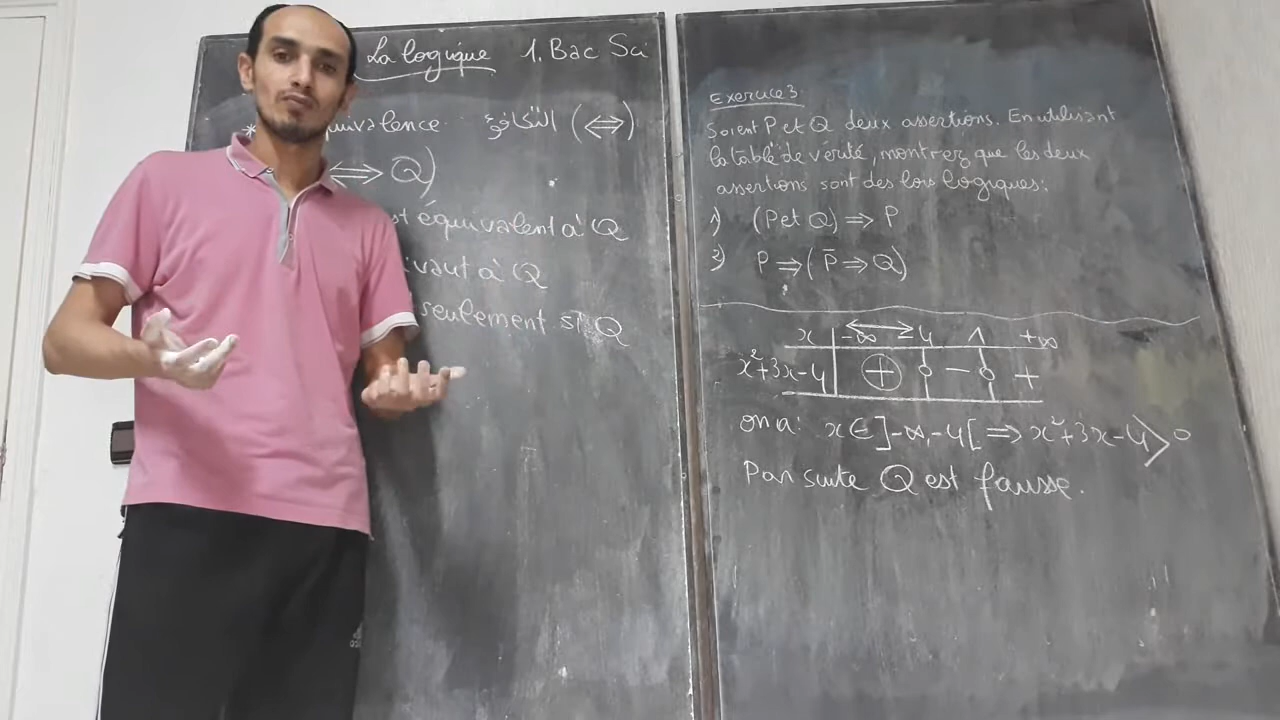 La logique 1. Bac Sci
équivalence التكافؤ (⟺)
⟺ Q)
est équivalent à Q
à Q
seulement si Q
Exercice 3
Soient P et Q deux assertions. En utilisant
la table de vérité, montrez que les deux
assertions sont des lois logiques:
1) (P et Q) ⟹ P
2) P ⟹ (P̄ ⟹ Q)
x -∞ -4 1 +∞
x²+3x-4 + 0 - 0 +
on a: x ∈ ]-∞,-4[ ⟹ x²+3x-4 > 0
Par suite Q est fausse.